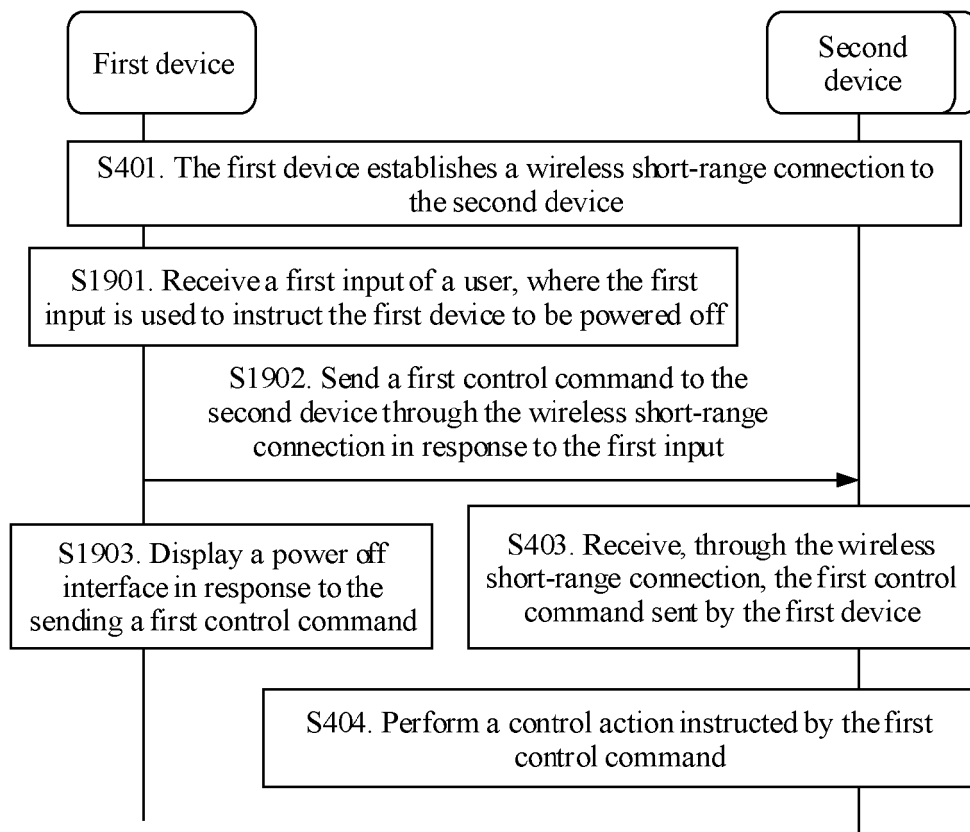 First device
Second
device
S401. The first device establishes a wireless short-range connection to
the second device
S1901. Receive a first input of a user, where the first
input is used to instruct the first device to be powered off
S1902. Send a first control command to the
second device through the wireless short-range
connection in response to the first input
S1903. Display a power off
interface in response to the
sending a first control command
S403. Receive, through the wireless
short-range connection, the first control
command sent by the first device
S404. Perform a control action instructed by the first
control command